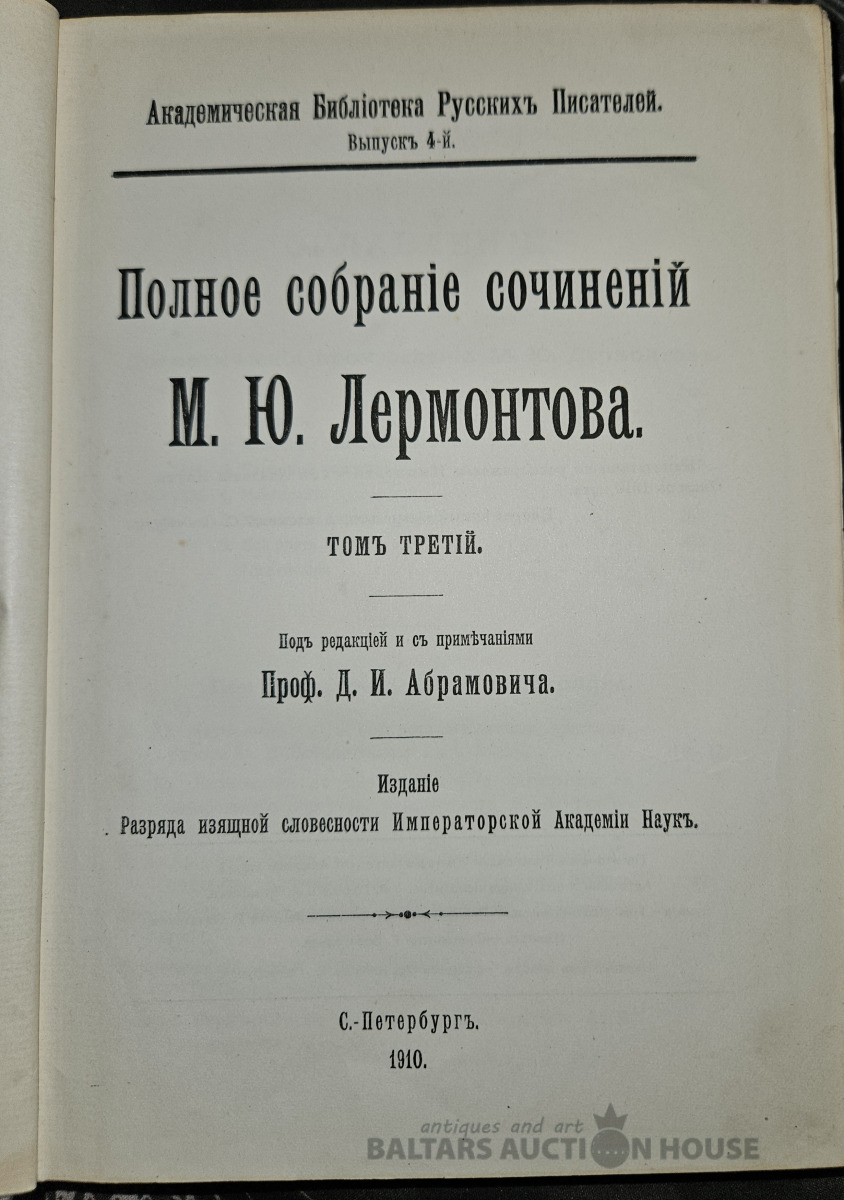 Академическая Библіотека Русскихъ Писателей.
Выпускъ 4-й.
Полное собраніе сочиненій
М. Ю. Лермонтова.
ТОМЪ ТРЕТІЙ.
Подъ редакціей и съ примѣчаніями
Проф. Д. И. Абрамовича.
Изданіе
Разряда изящной словесности Императорской Академіи Наукъ.
С.-Петербургъ.
1910.
antiques and art
BALTARS AUCTION HOUSE